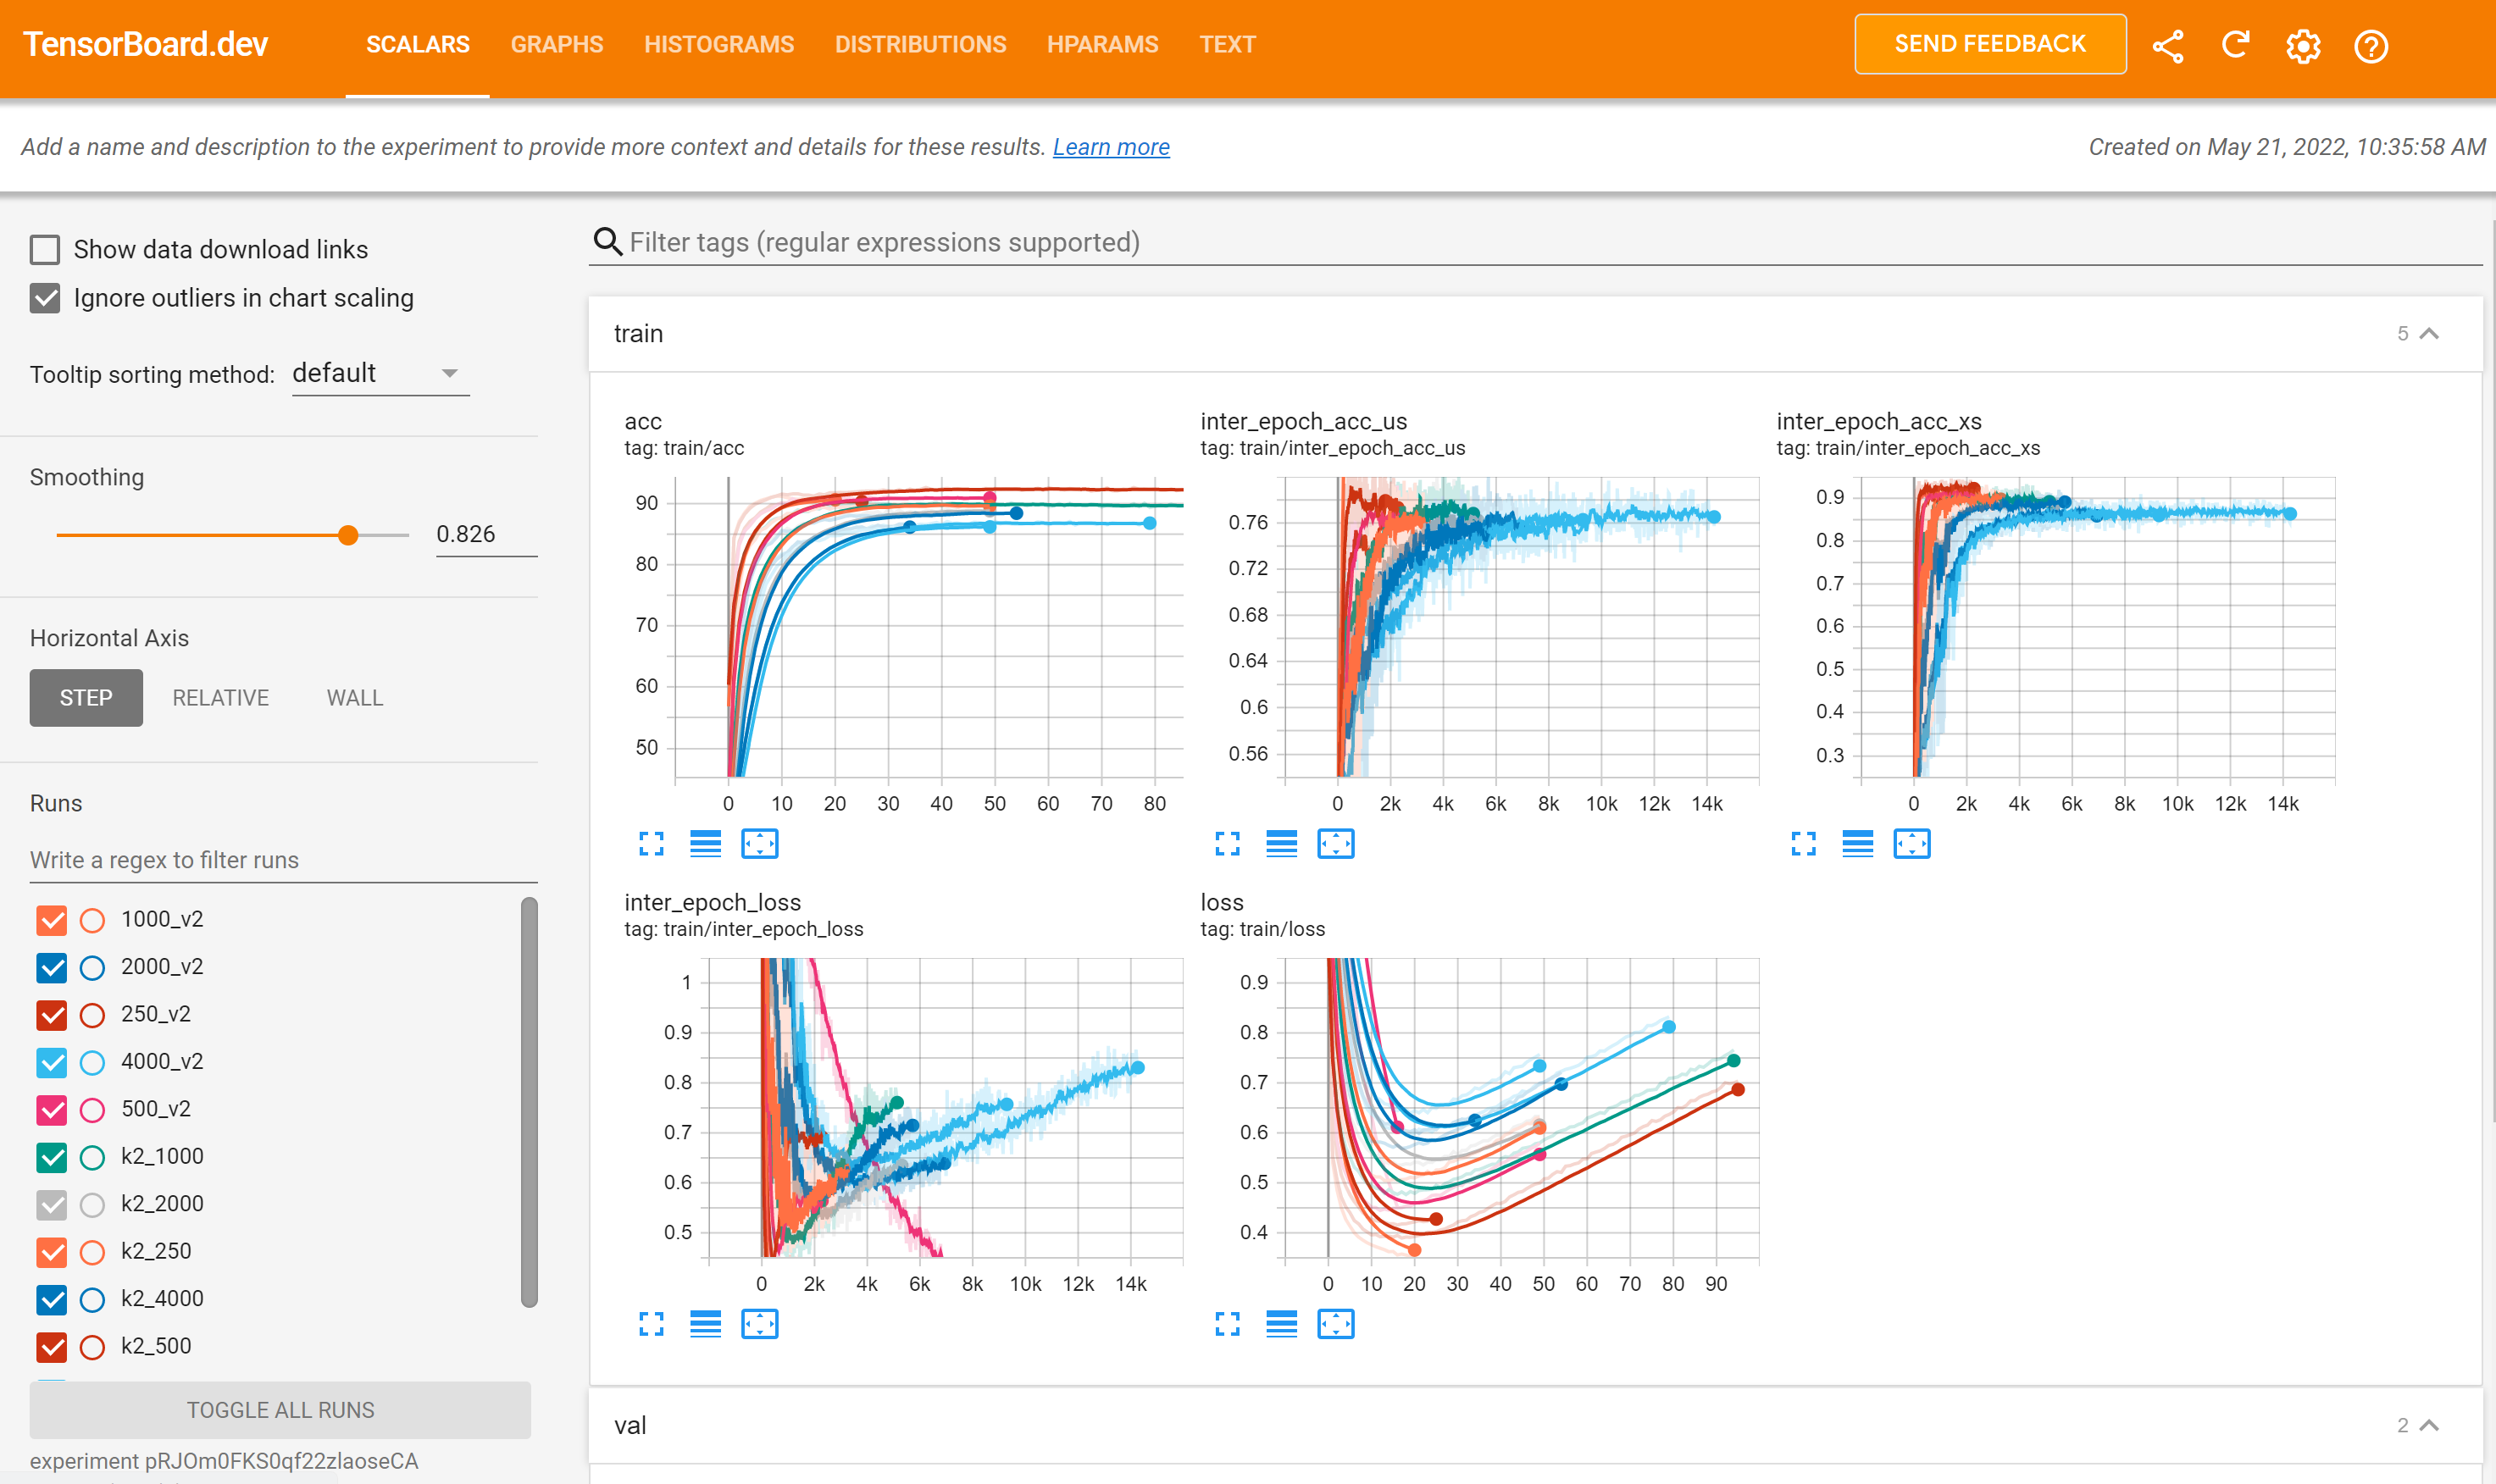 TensorBoard.dev
SCALARS GRAPHS HISTOGRAMS DISTRIBUTIONS HPARAMS TEXT
SEND FEEDBACK
Add a name and description to the experiment to provide more context and details for these results. Learn more
Created on May 21, 2022, 10:35:58 AM
Show data download links
Ignore outliers in chart scaling
Tooltip sorting method: default
Smoothing
0.826
Horizontal Axis
STEP RELATIVE WALL
Runs
Write a regex to filter runs
1000_v2
2000_v2
250_v2
4000_v2
500_v2
k2_1000
k2_2000
k2_250
k2_4000
k2_500
TOGGLE ALL RUNS
experiment pRJOm0FKS0qf22zlaoseCA
Filter tags (regular expressions supported)
train
5
acc
tag: train/acc
90
80
70
60
50
0 10 20 30 40 50 60 70 80
inter_epoch_acc_us
tag: train/inter_epoch_acc_us
0.76
0.72
0.68
0.64
0.6
0.56
0 2k 4k 6k 8k 10k 12k 14k
inter_epoch_acc_xs
tag: train/inter_epoch_acc_xs
0.9
0.8
0.7
0.6
0.5
0.4
0.3
0 2k 4k 6k 8k 10k 12k 14k
inter_epoch_loss
tag: train/inter_epoch_loss
1
0.9
0.8
0.7
0.6
0.5
0 2k 4k 6k 8k 10k 12k 14k
loss
tag: train/loss
0.9
0.8
0.7
0.6
0.5
0.4
0 10 20 30 40 50 60 70 80 90
val
2